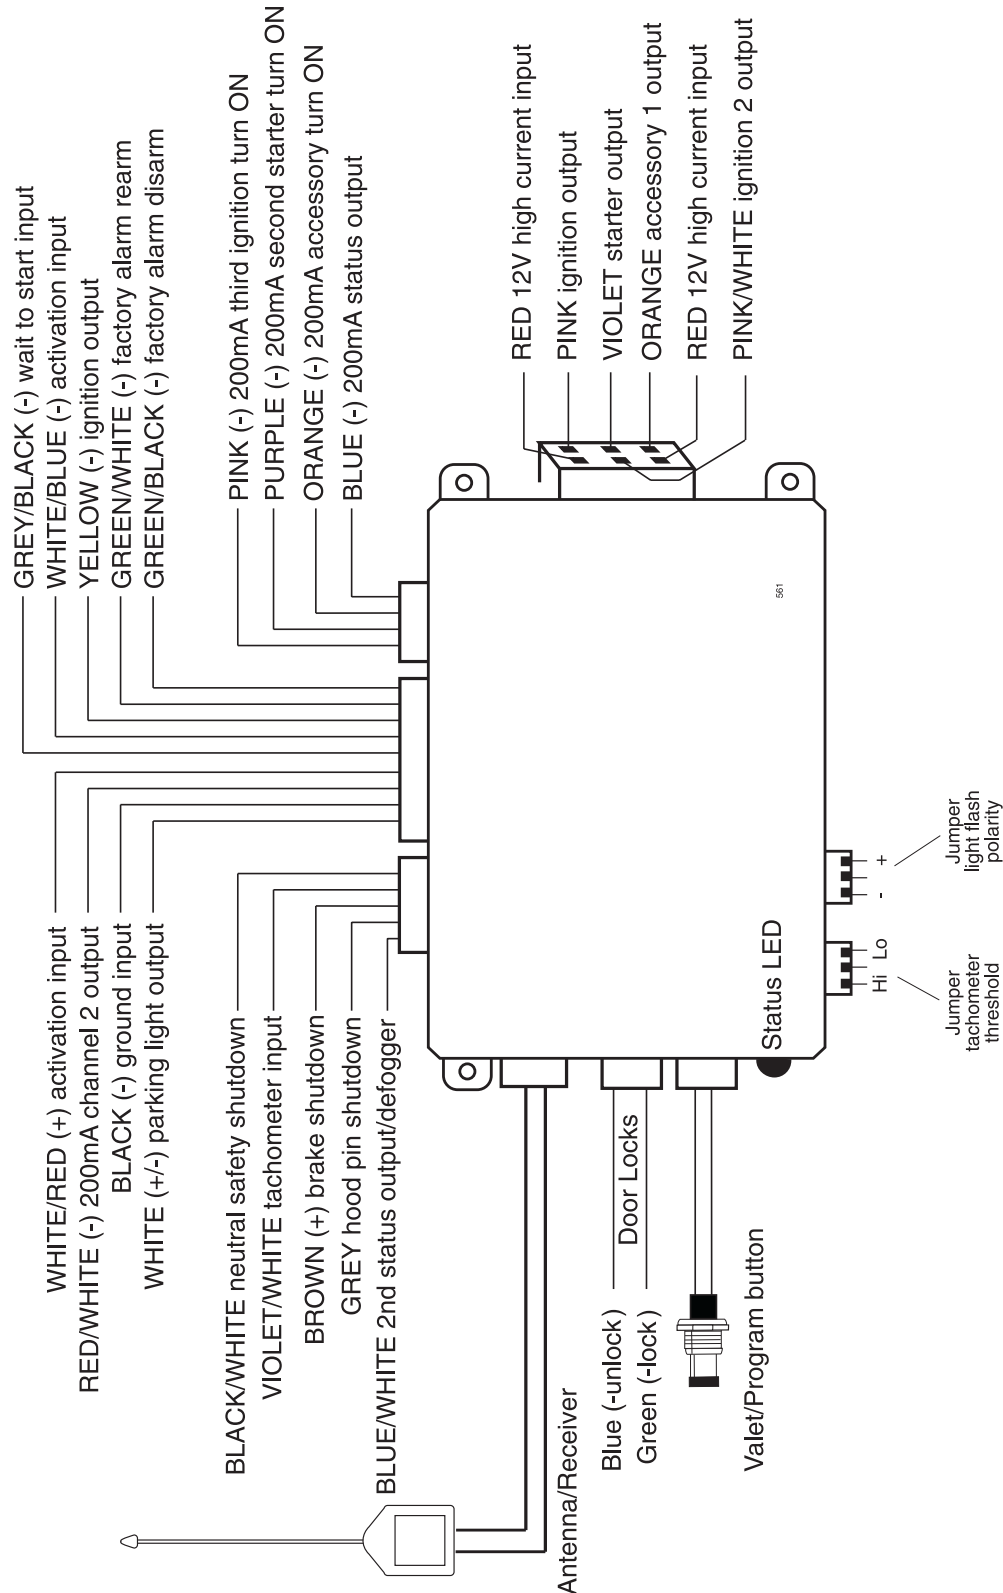 WHITE/RED (+) activation input
RED/WHITE (-) 200mA channel 2 output
BLACK (-) ground input
WHITE (+/-) parking light output
GREY/BLACK (-) wait to start input
WHITE/BLUE (-) activation input
YELLOW (-) ignition output
GREEN/WHITE (-) factory alarm rearm
GREEN/BLACK (-) factory alarm disarm
BLACK/WHITE neutral safety shutdown
VIOLET/WHITE tachometer input
BROWN (+) brake shutdown
GREY hood pin shutdown
BLUE/WHITE 2nd status output/defogger
PINK (-) 200mA third ignition turn ON
PURPLE (-) 200mA second starter turn ON
ORANGE (-) 200mA accessory turn ON
BLUE (-) 200mA status output
RED 12V high current input
PINK ignition output
VIOLET starter output
ORANGE accessory 1 output
RED 12V high current input
PINK/WHITE ignition 2 output
Antenna/Receiver
Blue (-unlock)
Door Locks
Green (-lock)
Valet/Program button
Status LED
561
Hi Lo
- +
Jumper
tachometer
threshold
Jumper
light flash
polarity